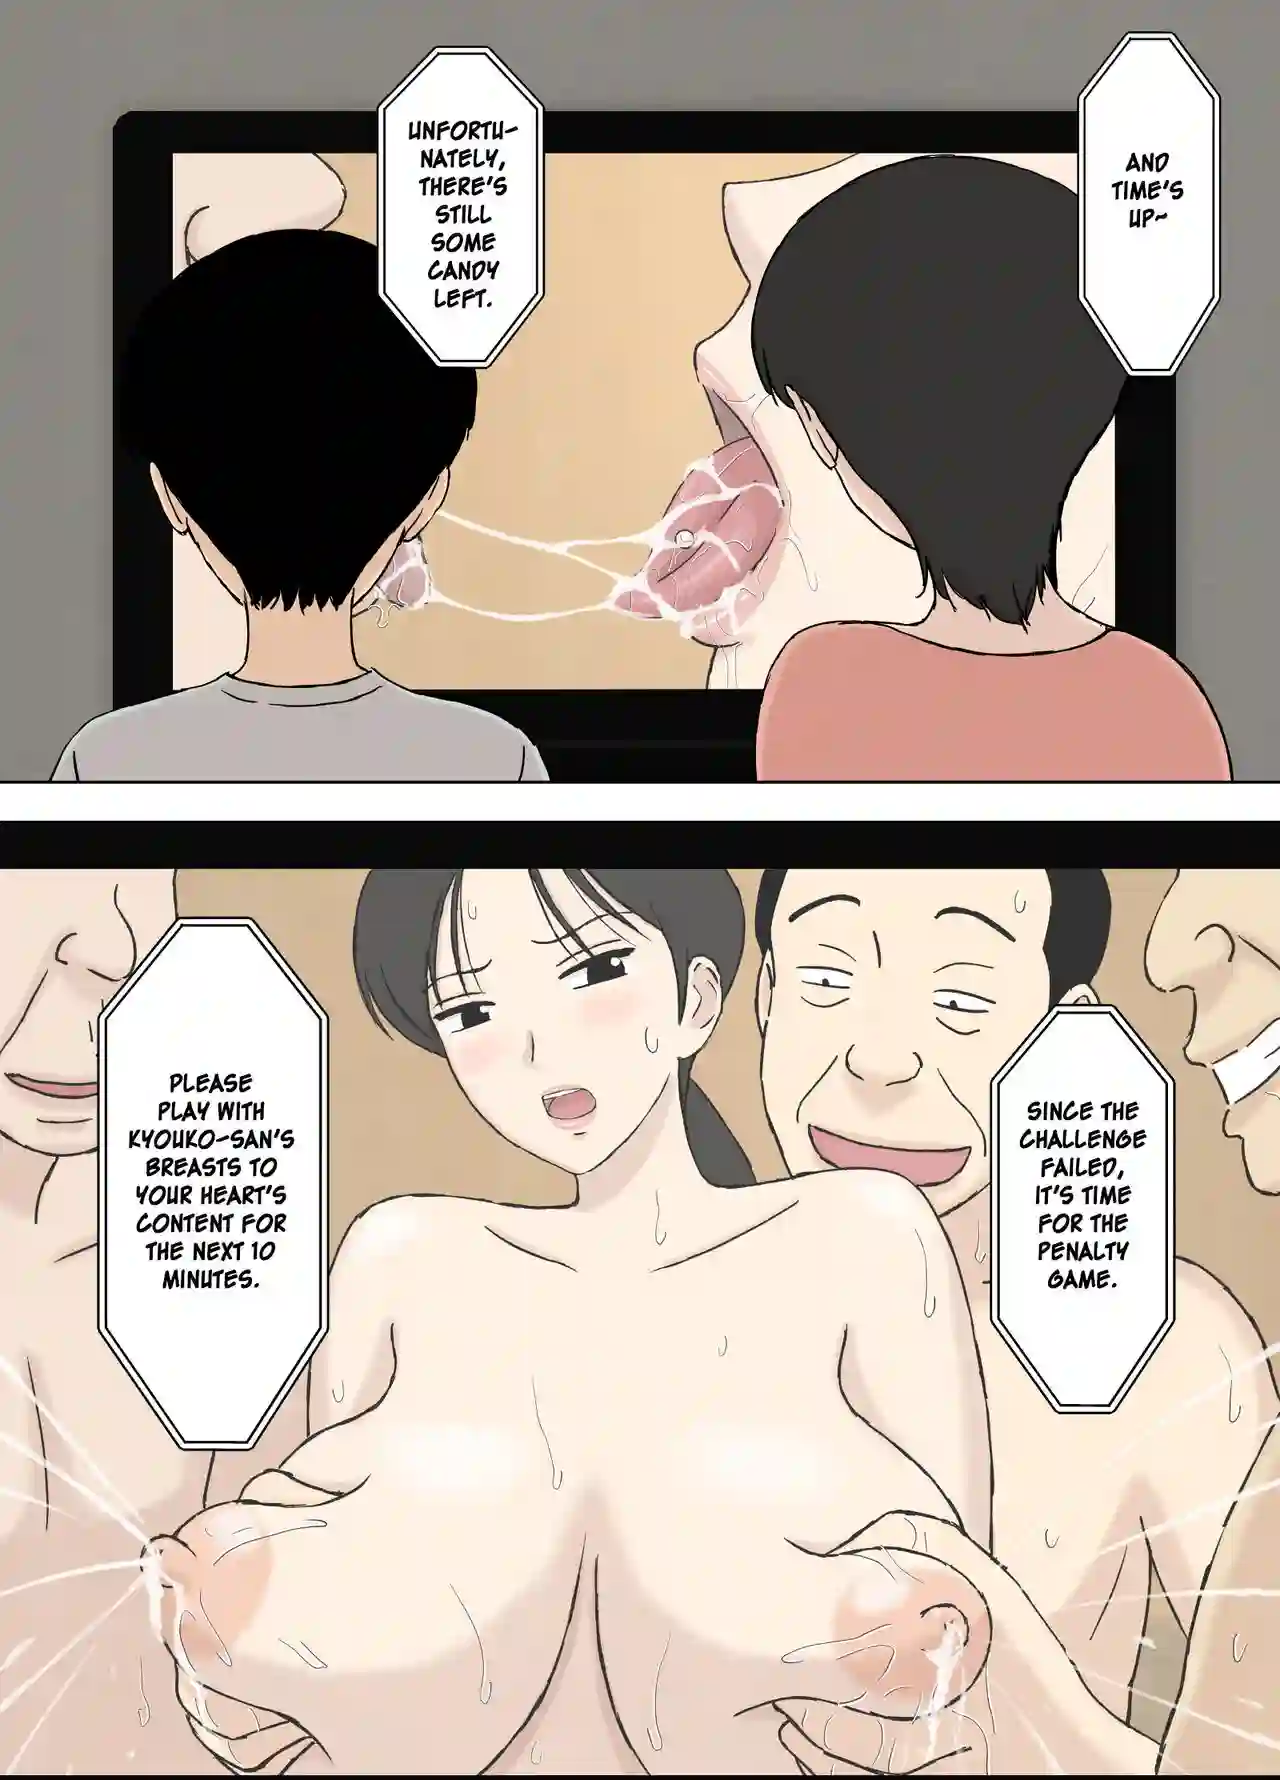 AND
TIME'S
UP~
UNFORTU-
NATELY,
THERE'S
STILL
SOME
CANDY
LEFT.
SINCE THE
CHALLENGE
FAILED,
IT'S TIME
FOR THE
PENALTY
GAME.
PLEASE
PLAY WITH
KYOUKO-SAN'S
BREASTS TO
YOUR HEART'S
CONTENT FOR
THE NEXT 10
MINUTES.